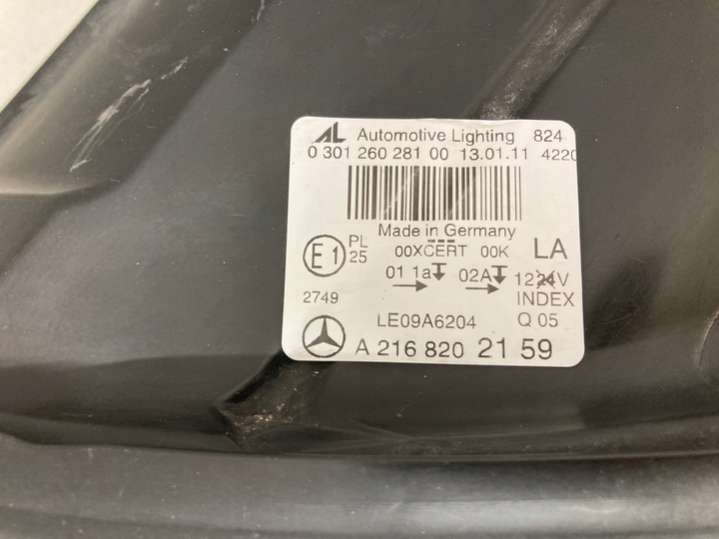 AL Automotive Lighting 824
0 301 260 281 00 13.01.11 4220
Made in Germany
E1 PL 25 00XCERT 00K LA
01 1a 02A 12 24V
2749 INDEX
LE09A6204 Q 05
A 216 820 21 59